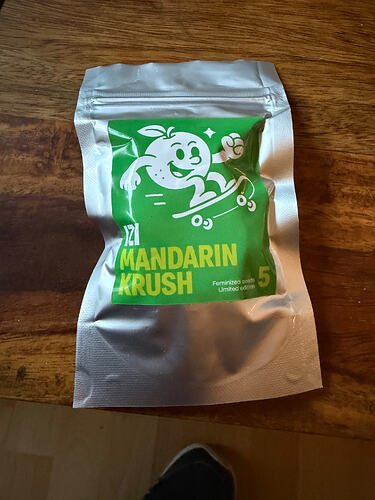 MANDARIN
KRUSH
Feminized seeds
Limited edition
5